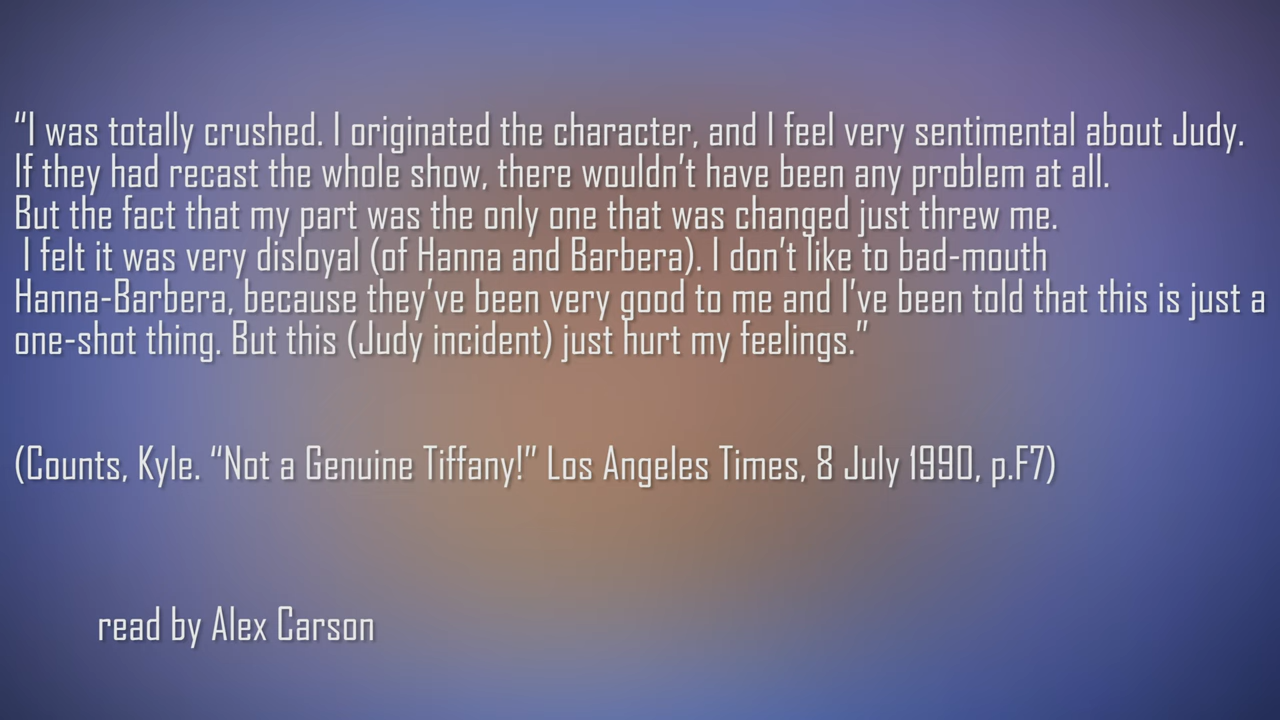 “I was totally crushed. I originated the character, and I feel very sentimental about Judy.
If they had recast the whole show, there wouldn’t have been any problem at all.
But the fact that my part was the only one that was changed just threw me.
I felt it was very disloyal (of Hanna and Barbera). I don’t like to bad-mouth
Hanna-Barbera, because they’ve been very good to me and I’ve been told that this is just a
one-shot thing. But this (Judy incident) just hurt my feelings.”
(Counts, Kyle. “Not a Genuine Tiffany!” Los Angeles Times, 8 July 1990, p.F7)
read by Alex Carson